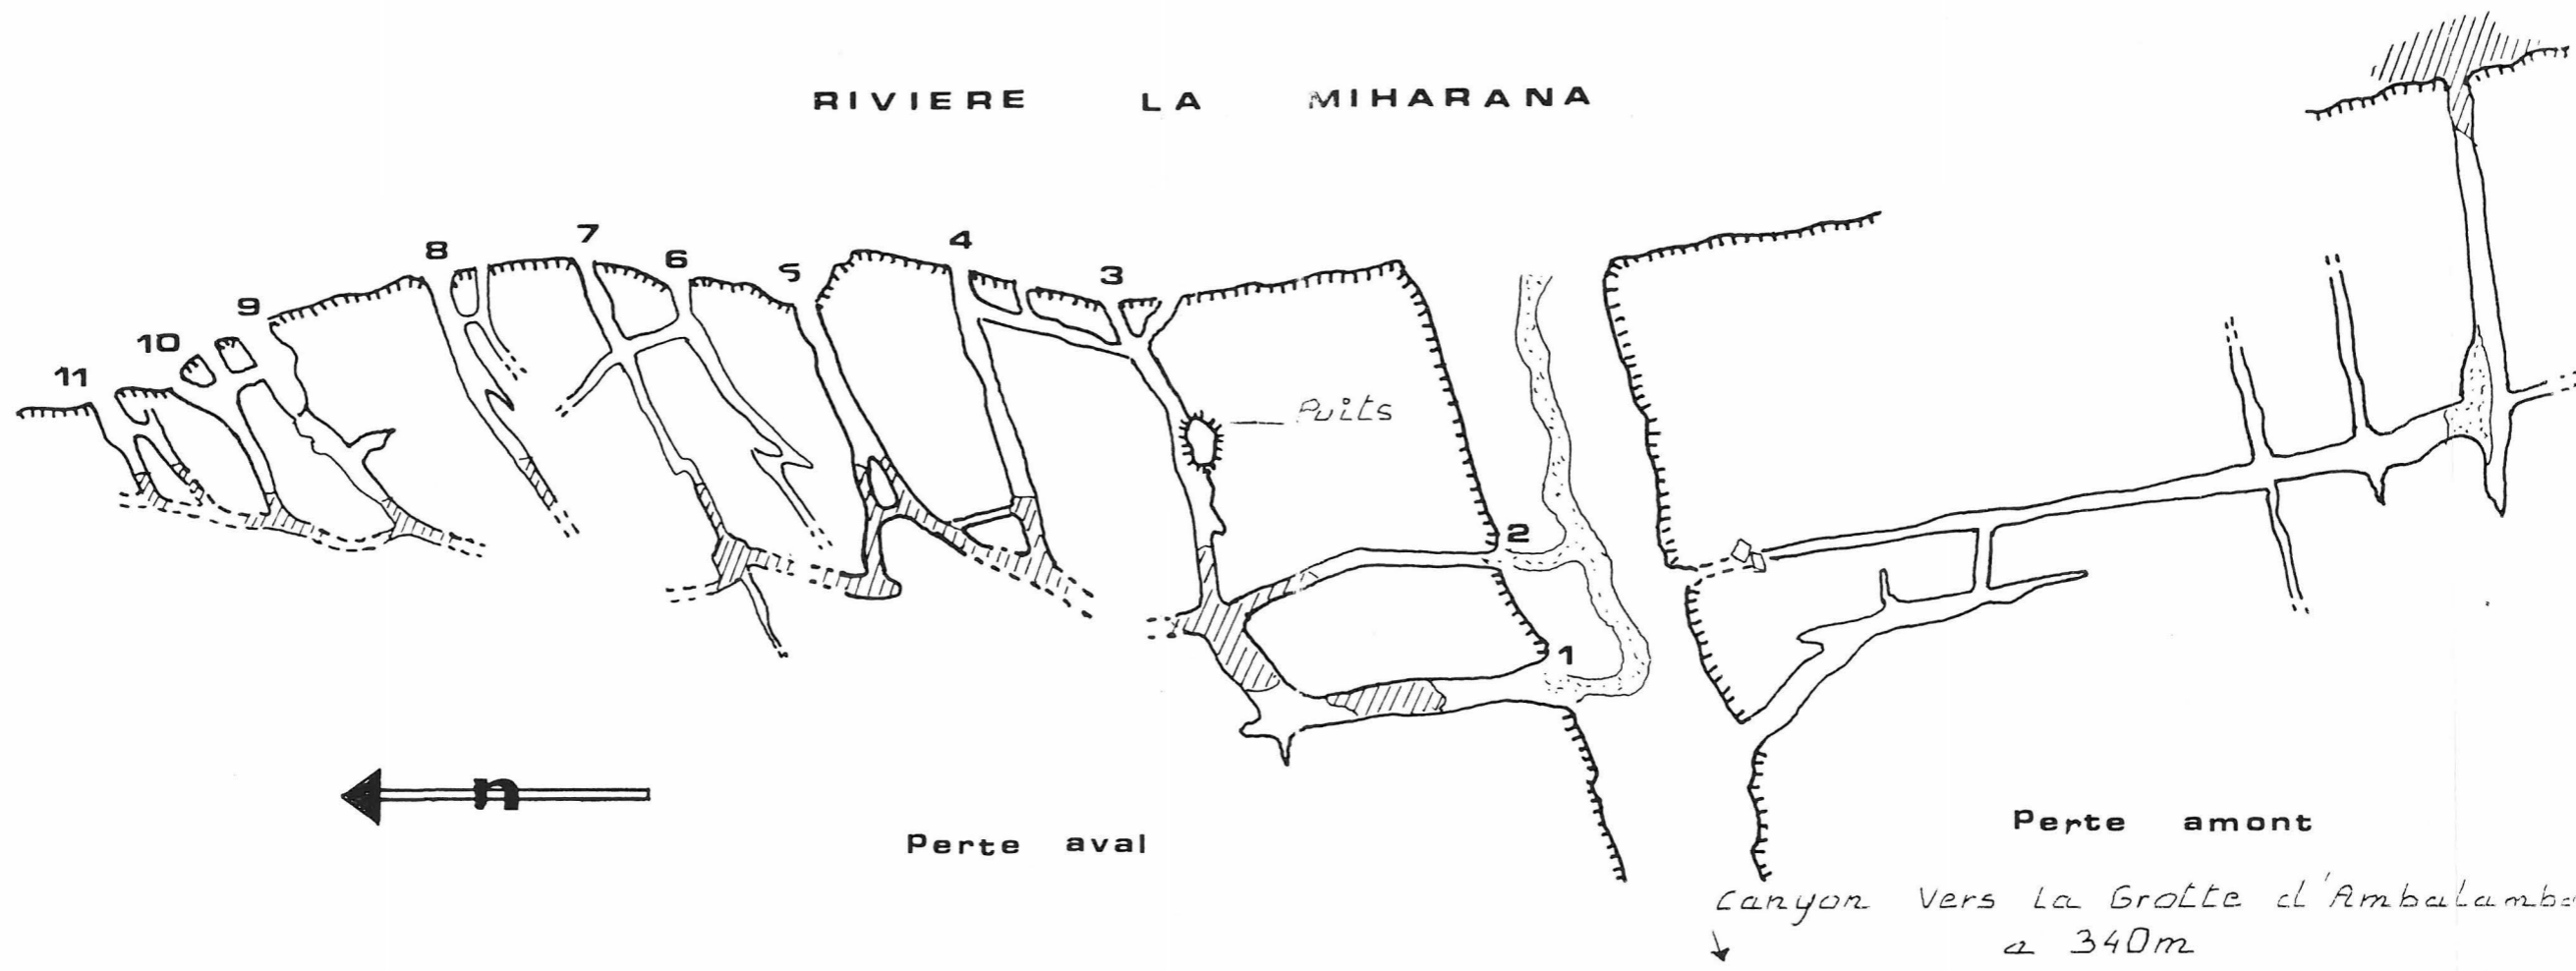 RIVIERE LA MIHARANA
8
7
6
5
4
3
9
10
11
Puits
2
1
n
Perte aval
Perte amont
Canyon Vers La Grotte d'Ambalamba
a 340m